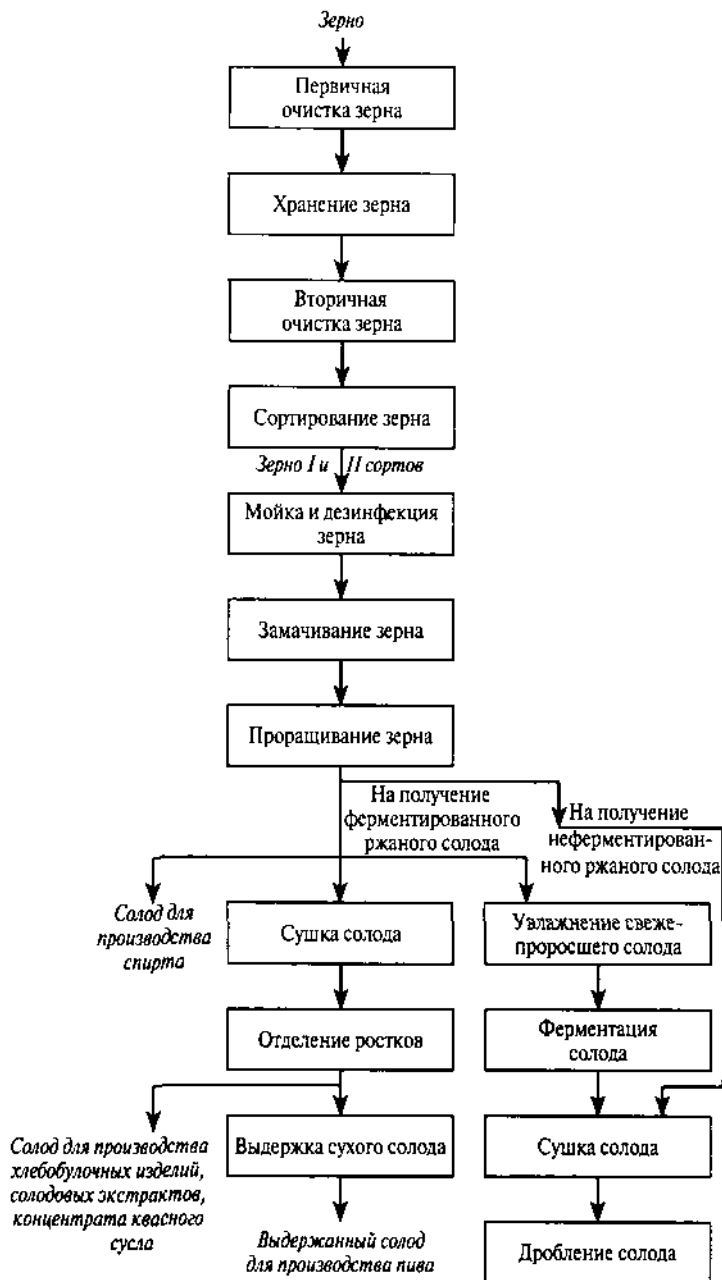 Зерно
Первичная
очистка зерна
Хранение зерна
Вторичная
очистка зерна
Сортирование зерна
Зерно I и II сортов
Мойка и дезинфекция
зерна
Замачивание зерна
Проращивание зерна
На получение
ферментированного
ржаного солода
На получение
неферментирован-
ного ржаного солода
Солод для
производства
спирта
Сушка солода
Увлажнение свеже-
проросшего солода
Отделение ростков
Ферментация
солода
Солод для производства
хлебобулочных изделий,
солодовых экстрактов,
концентрата квасного
сусла
Выдержка сухого солода
Сушка солода
Выдержанный солод
для производства пива
Дробление солода